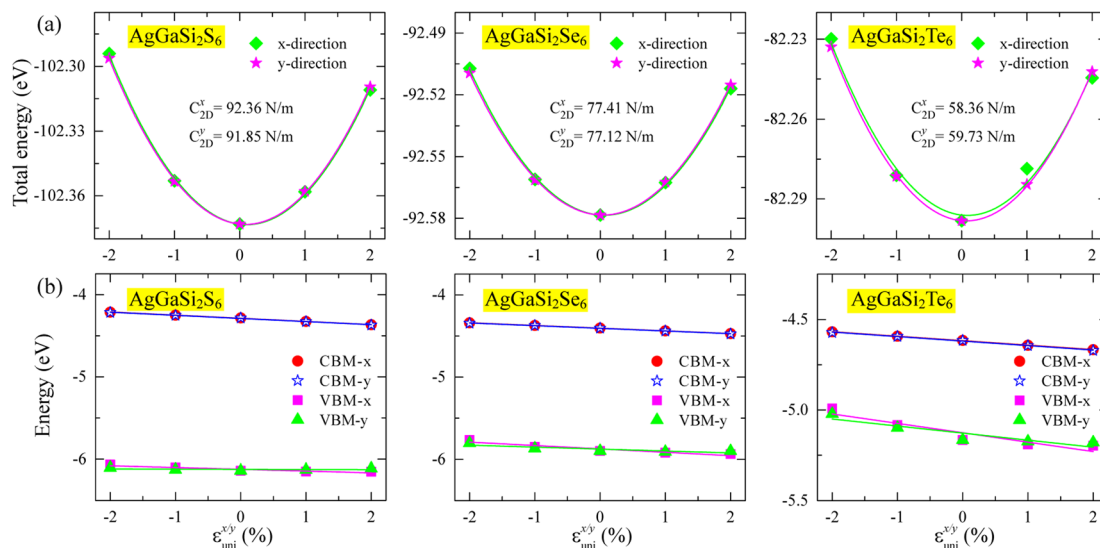 (a)
Total energy (eV)
-102.30
-102.33
-102.36
AgGaSi₂S₆
x-direction
y-direction
C₂Dˣ= 92.36 N/m
C₂Dʸ= 91.85 N/m
-2 -1 0 1 2
-92.49
-92.52
-92.55
-92.58
AgGaSi₂Se₆
x-direction
y-direction
C₂Dˣ= 77.41 N/m
C₂Dʸ= 77.12 N/m
-2 -1 0 1 2
-82.23
-82.26
-82.29
AgGaSi₂Te₆
x-direction
y-direction
C₂Dˣ= 58.36 N/m
C₂Dʸ= 59.73 N/m
-2 -1 0 1 2
(b)
Energy (eV)
-4
-5
-6
AgGaSi₂S₆
CBM-x
CBM-y
VBM-x
VBM-y
-2 -1 0 1 2
εuniˣ/ʸ (%)
-4
-5
-6
AgGaSi₂Se₆
CBM-x
CBM-y
VBM-x
VBM-y
-2 -1 0 1 2
εuniˣ/ʸ (%)
-4.5
-5.0
-5.5
AgGaSi₂Te₆
CBM-x
CBM-y
VBM-x
VBM-y
-2 -1 0 1 2
εuniˣ/ʸ (%)